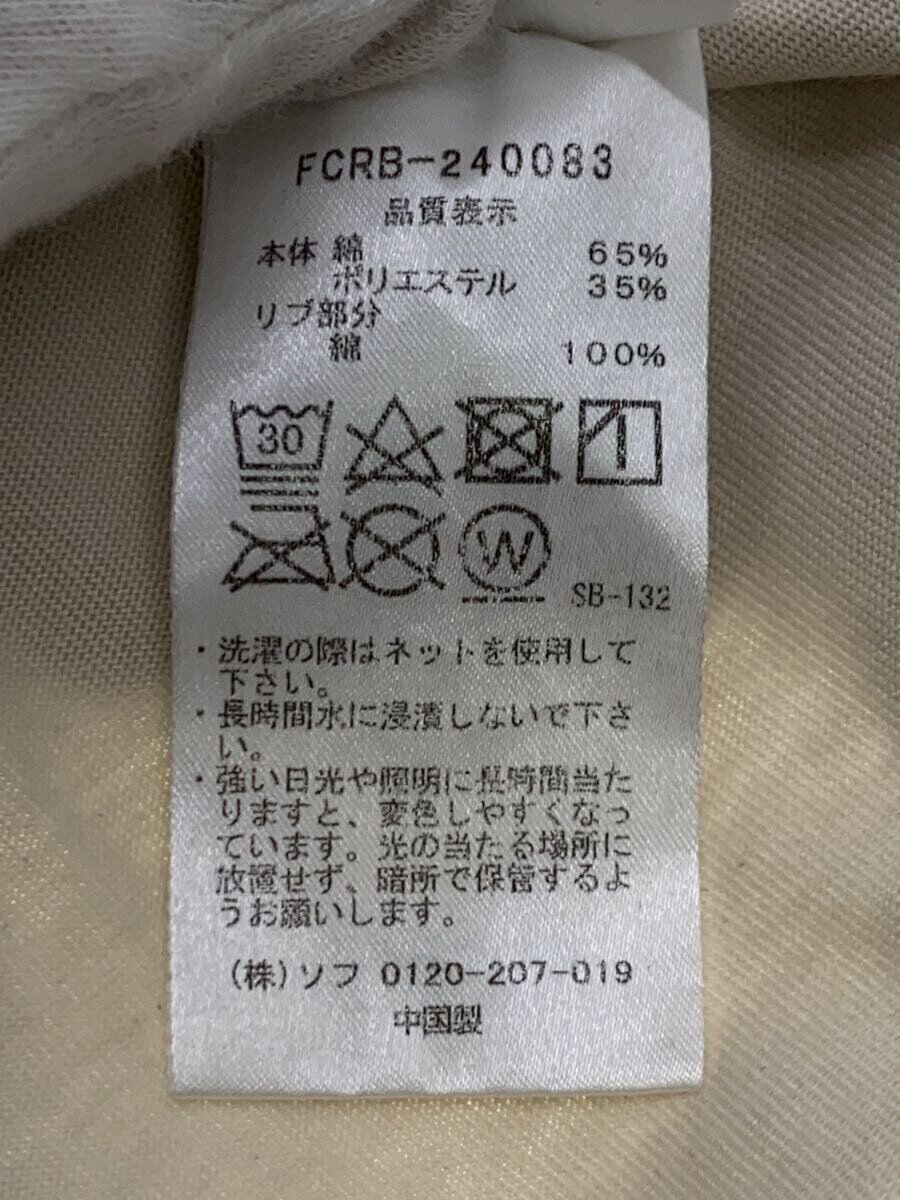 FCRB-240083
品質表示
本体 綿 65%
ポリエステル 35%
リブ部分
綿 100%
30
W
SB-132
・洗濯の際はネットを使用して
下さい。
・長時間水に浸漬しないで下さ
い。
・強い日光や照明に長時間当た
りますと、変色しやすくなっ
ています。光の当たる場所に
放置せず、暗所で保管するよ
うお願いします。
(株)ソフ 0120-207-019
中国製